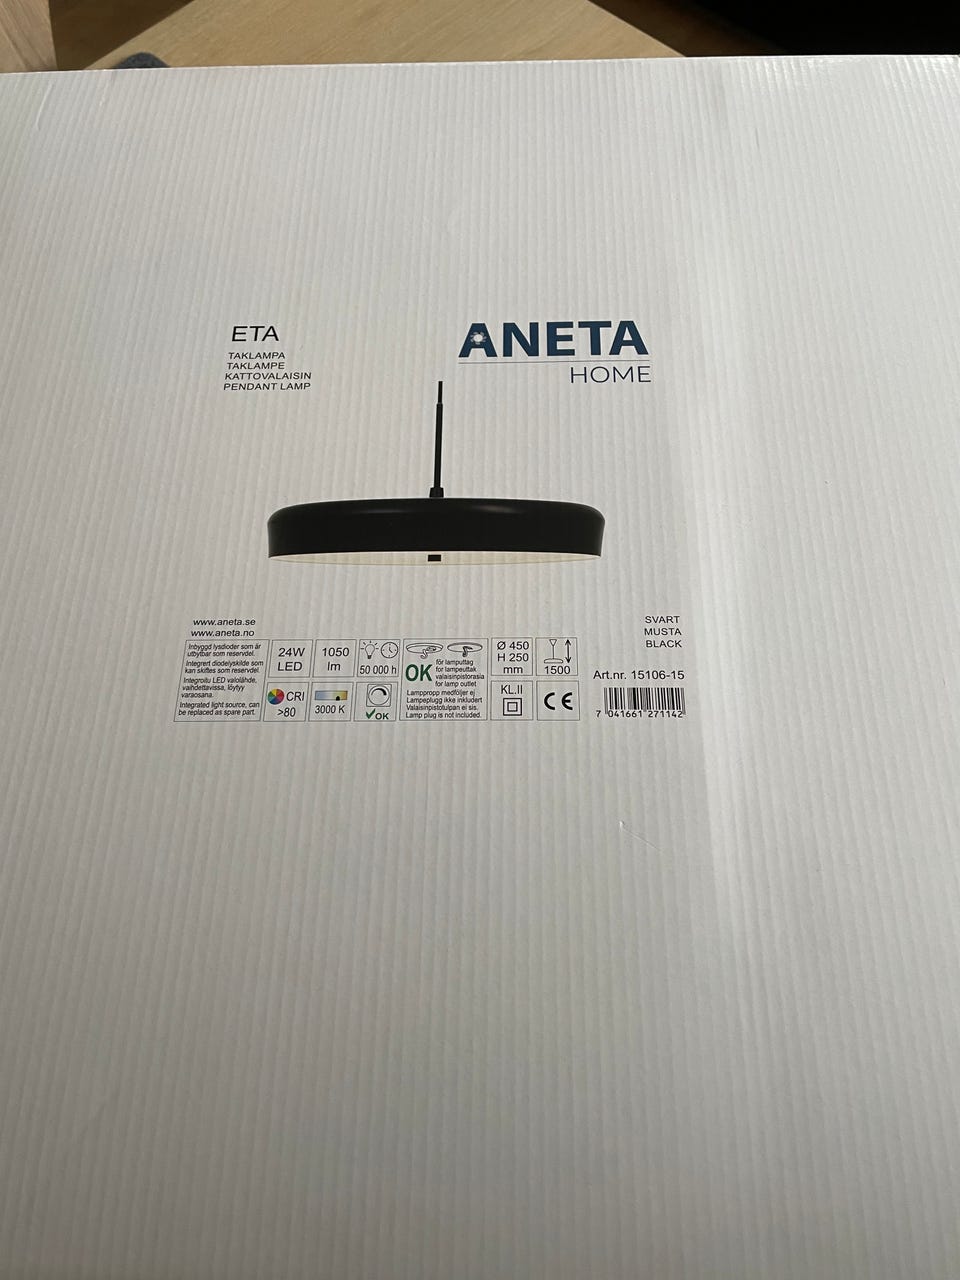 ETA
TAKLAMPA
TAKLAMPE
KATTOVALAISIN
PENDANT LAMP
ANETA
HOME
www.aneta.se
www.aneta.no
SVART
MUSTA
BLACK
Inbyggd lysdioder som är
utbytbar som reservdel.
Integrert diodelyskilde som
kan skiftes som reservdel.
Integroitu LED valolähde,
vaihdettavissa, löytyy
varaosana.
Integrated light source, can
be replaced as spare part.
24W
LED
1050
lm
50 000 h
OK
för lamputtag
for lampeuttak
valaisinpistorasia
for lamp outlet
Lamppropp medföljer ej
Lampeplugg ikke inkludert
Valaisinpistotulpan ei sis.
Lamp plug is not included.
Ø 450
H 250
mm
1500
CRI
>80
3000 K
OK
KL.II
CE
Art.nr. 15106-15
7 041661 271142